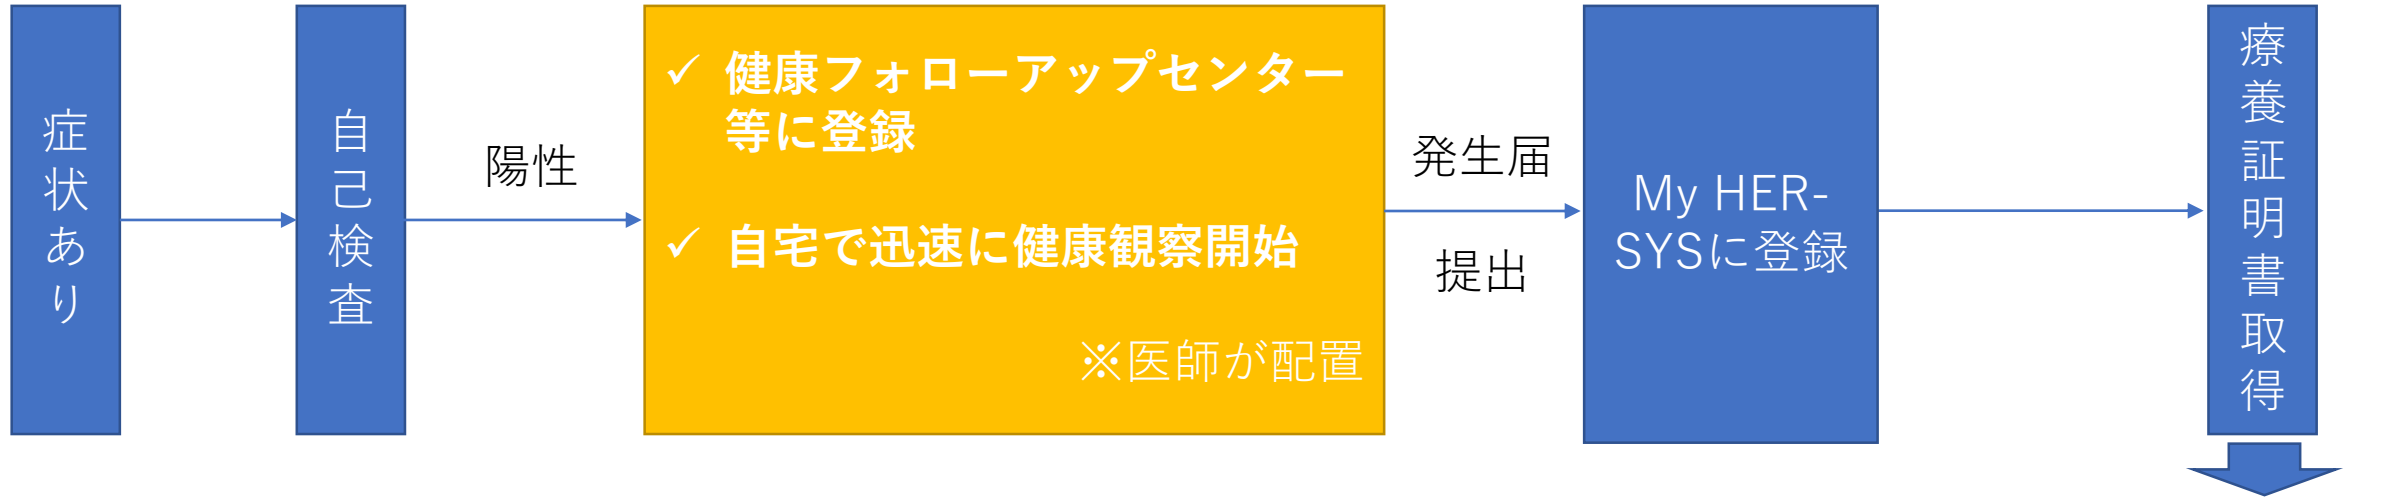 症状あり
自己検査
陽性
✓ 健康フォローアップセンター
等に登録
✓ 自宅で迅速に健康観察開始
※医師が配置
発生届
提出
My HER-
SYSに登録
療養証明書取得